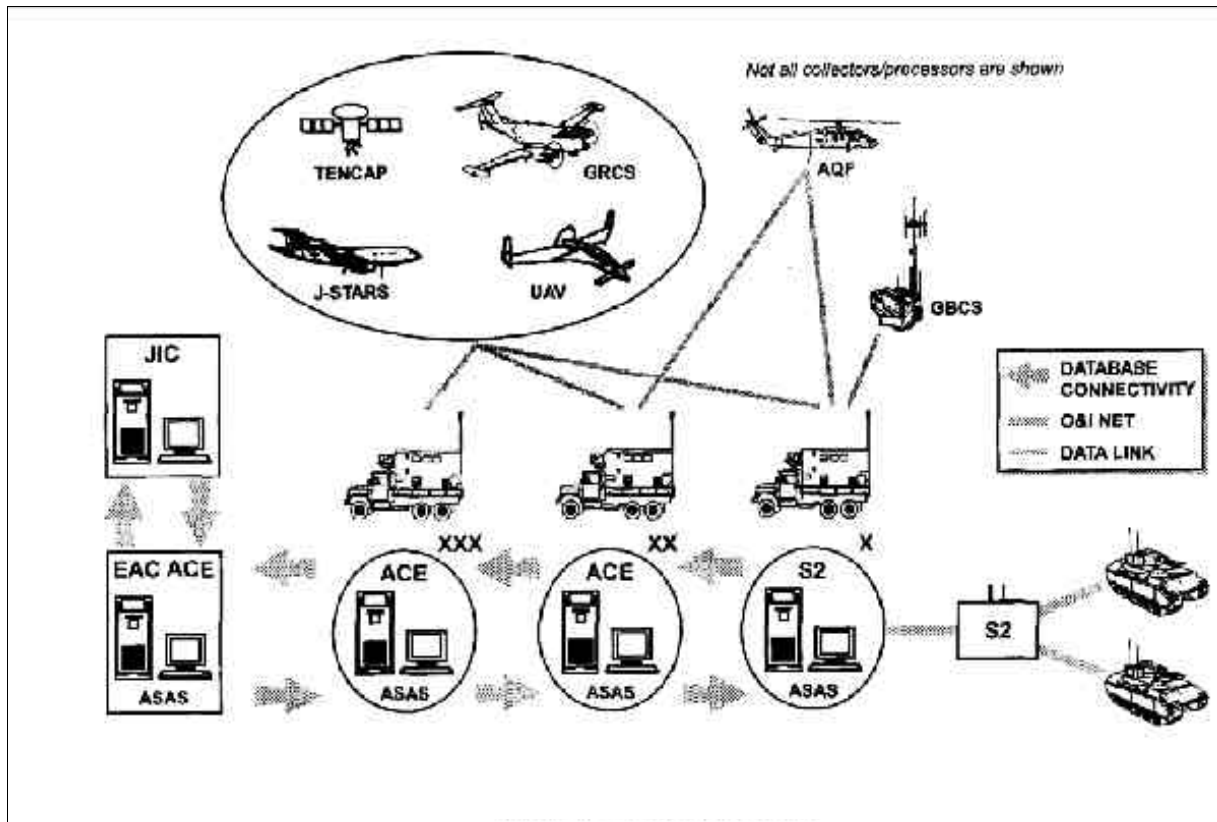 Not all collectors/processors are shown
TENCAP
GRCS
AQF
J-STARS
UAV
GBCS
JIC
DATABASE
CONNECTIVITY
O&I NET
DATA LINK
XXX
XX
X
EAC ACE
ACE
ACE
S2
S2
ASAS
ASAS
ASAS
ASAS